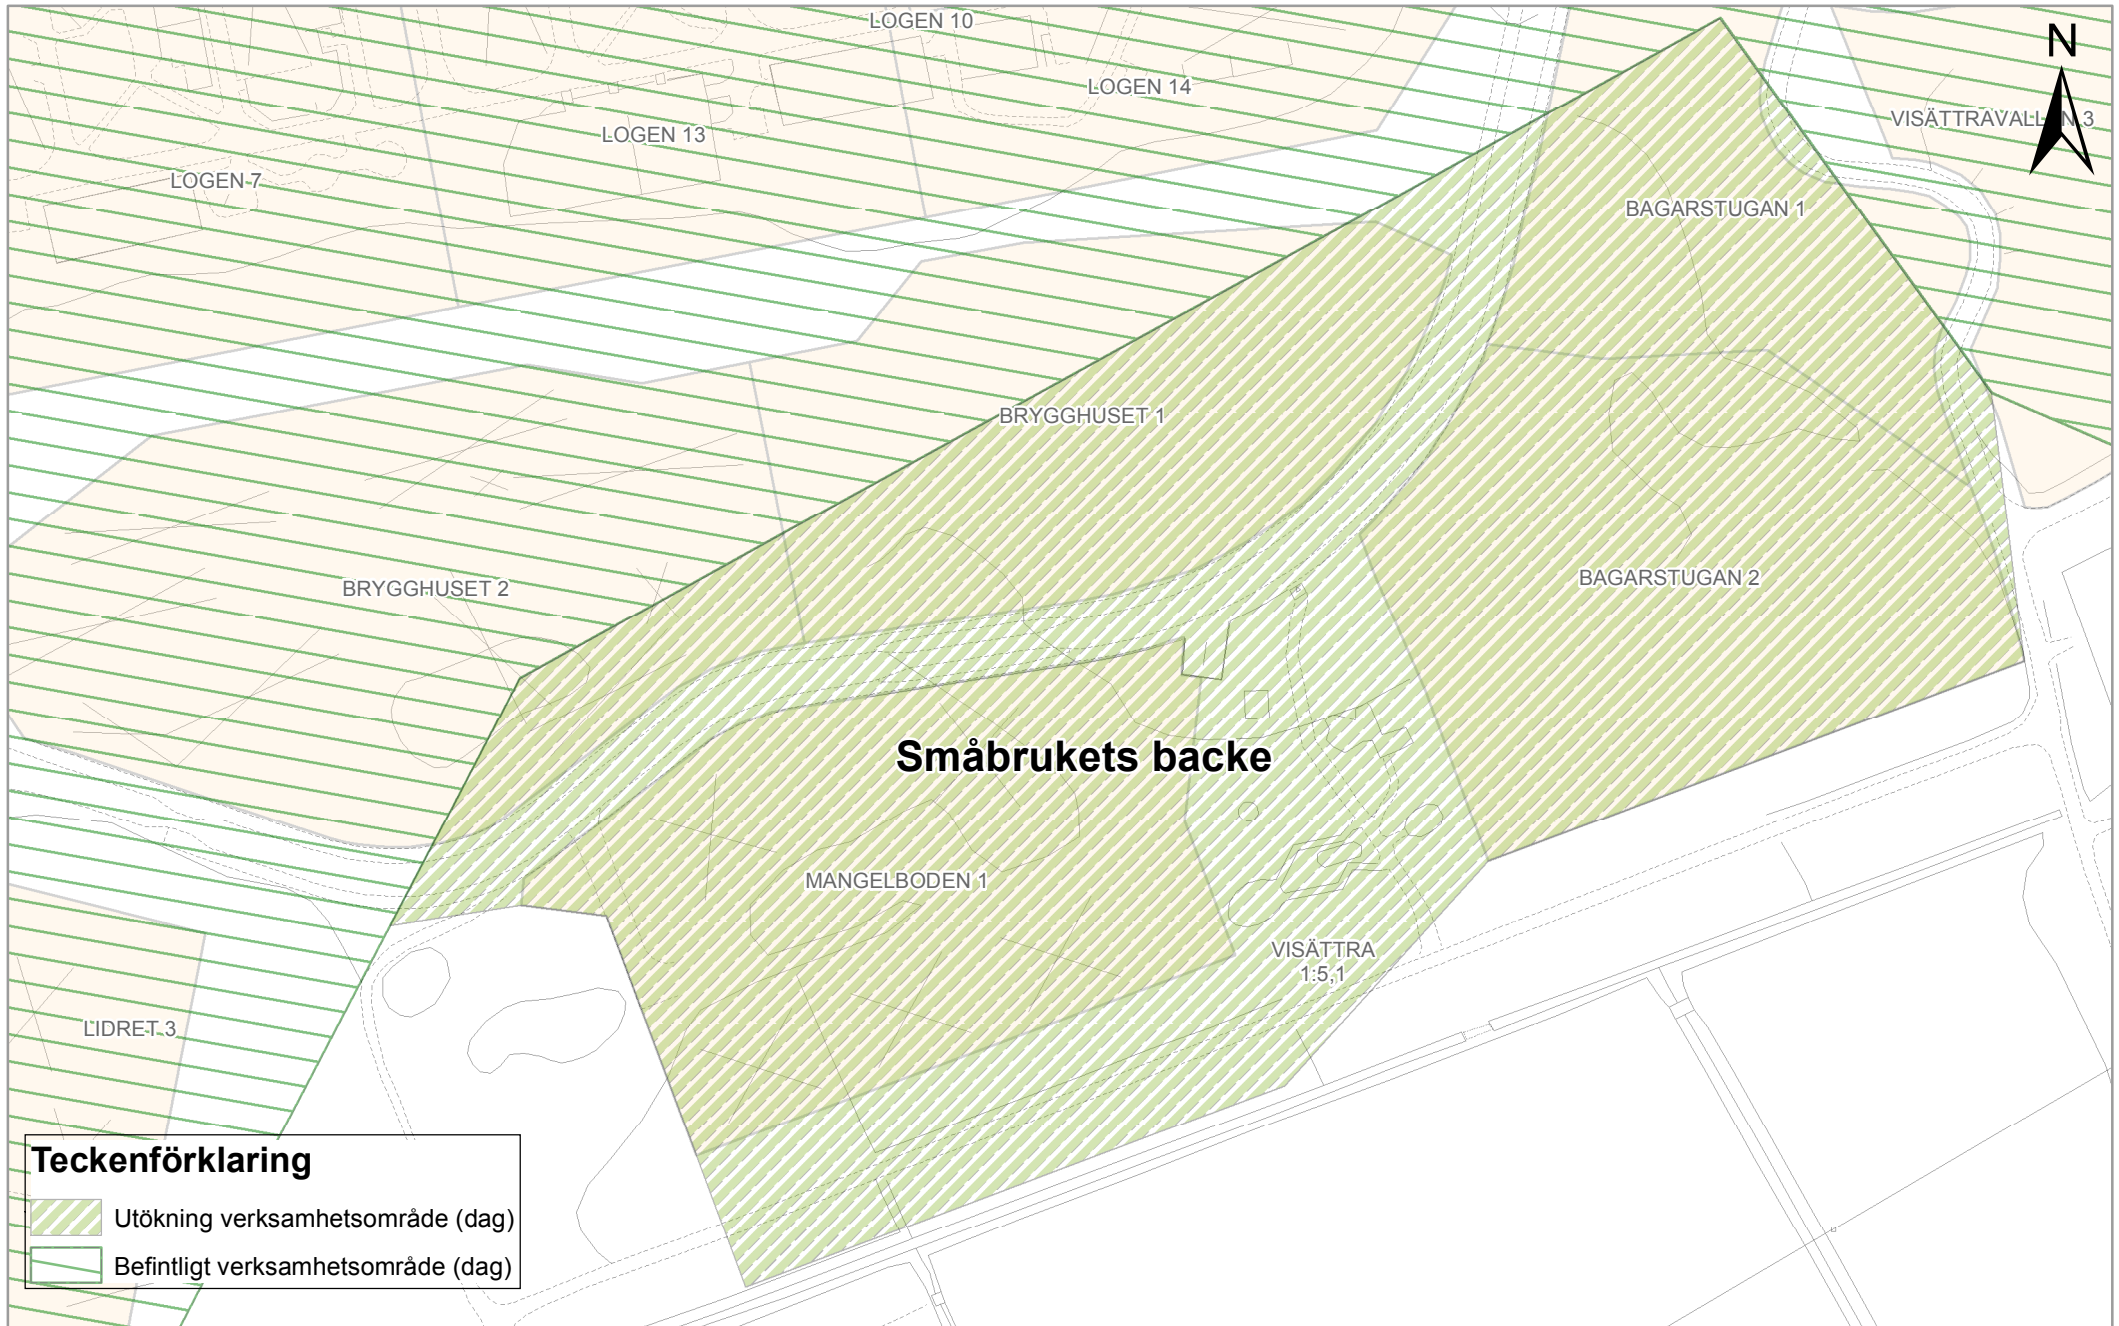 LOGEN 10
N
LOGEN 14
VISÄTTRAVALLEN 3
LOGEN 13
LOGEN 7
BAGARSTUGAN 1
BRYGGHUSET 1
BAGARSTUGAN 2
BRYGGHUSET 2
Småbrukets backe
MANGELBODEN 1
VISÄTTRA
1:5,1
LIDRET 3
Teckenförklaring
Utökning verksamhetsområde (dag)
Befintligt verksamhetsområde (dag)